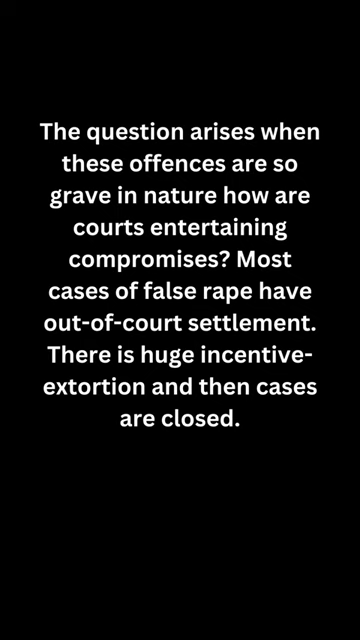 The question arises when
these offences are so
grave in nature how are
courts entertaining
compromises? Most
cases of false rape have
out-of-court settlement.
There is huge incentive-
extortion and then cases
are closed.